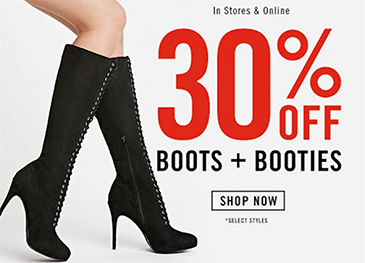 In Stores & Online
30% OFF
BOOTS + BOOTIES
SHOP NOW
*SELECT STYLES